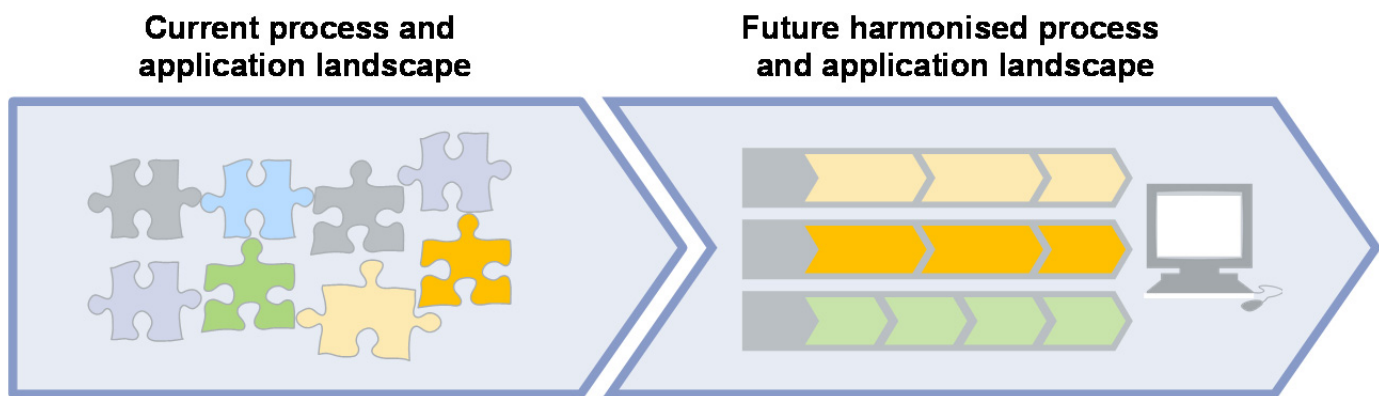 Current process and
application landscape
Future harmonised process
and application landscape